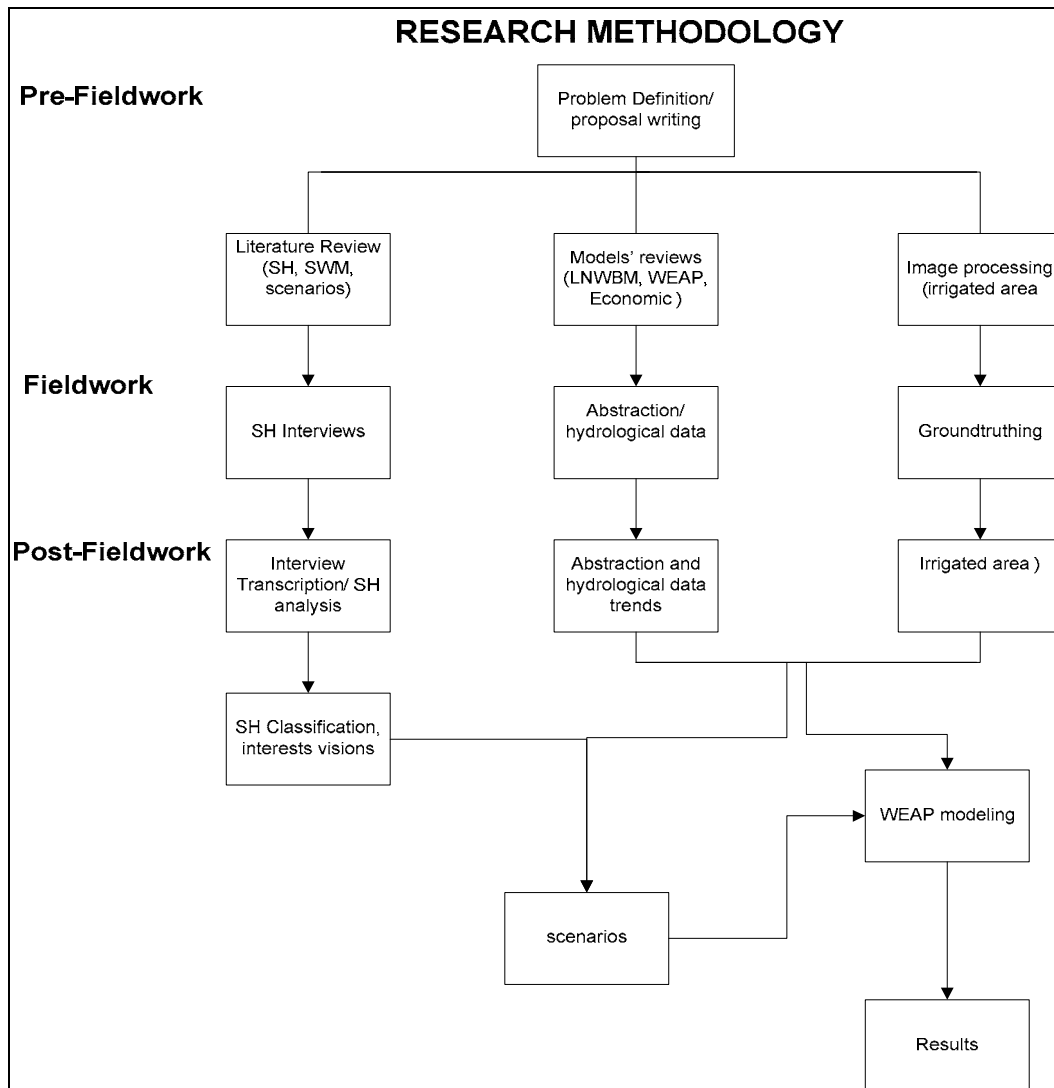 RESEARCH METHODOLOGY
Pre-Fieldwork
Problem Definition/
proposal writing
Literature Review
(SH, SWM,
scenarios)
Models' reviews
(LNWBM, WEAP,
Economic )
Image processing
(irrigated area
Fieldwork
SH Interviews
Abstraction/
hydrological data
Groundtruthing
Post-Fieldwork
Interview
Transcription/ SH
analysis
Abstraction and
hydrological data
trends
Irrigated area )
SH Classification,
interests visions
WEAP modeling
scenarios
Results